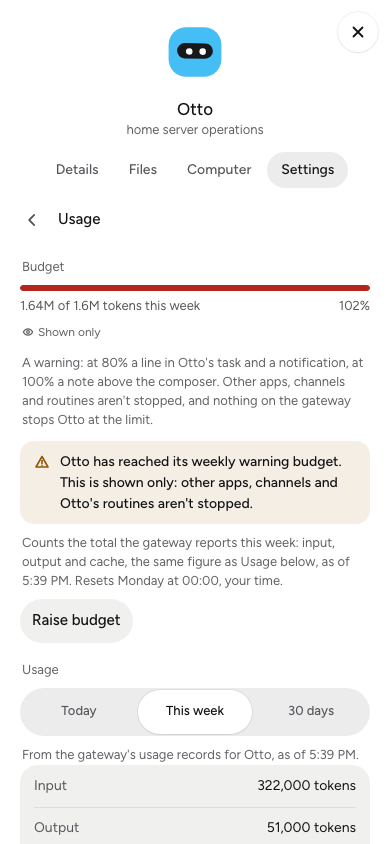 Otto
home server operations
Details
Files
Computer
Settings
Usage
Budget
1.64M of 1.6M tokens this week
102%
Shown only
A warning: at 80% a line in Otto's task and a notification, at
100% a note above the composer. Other apps, channels
and routines aren't stopped, and nothing on the gateway
stops Otto at the limit.
Otto has reached its weekly warning budget.
This is shown only: other apps, channels and
Otto's routines aren't stopped.
Counts the total the gateway reports this week: input,
output and cache, the same figure as Usage below, as of
5:39 PM. Resets Monday at 00:00, your time.
Raise budget
Usage
Today
This week
30 days
From the gateway's usage records for Otto, as of 5:39 PM.
Input
322,000 tokens
Output
51,000 tokens